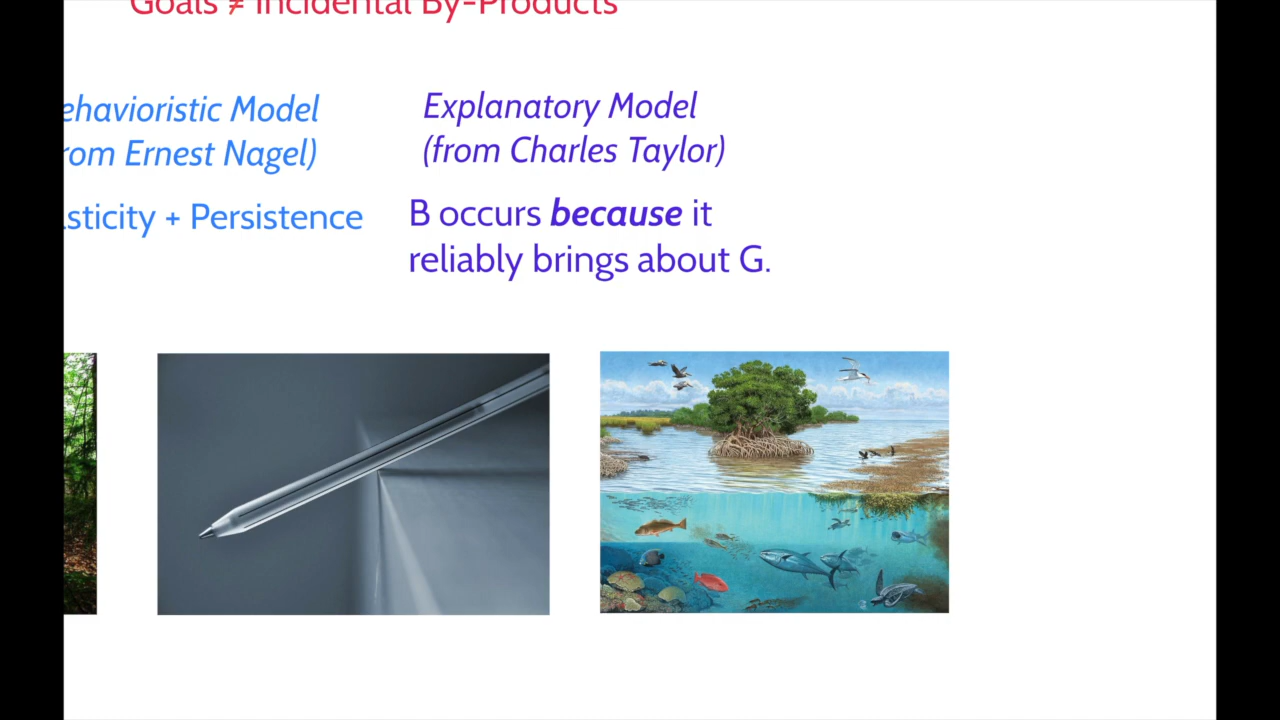 Goals ≠ Incidental By-Products
ehavioristic Model
rom Ernest Nagel)
sticity + Persistence
Explanatory Model
(from Charles Taylor)
B occurs because it
reliably brings about G.